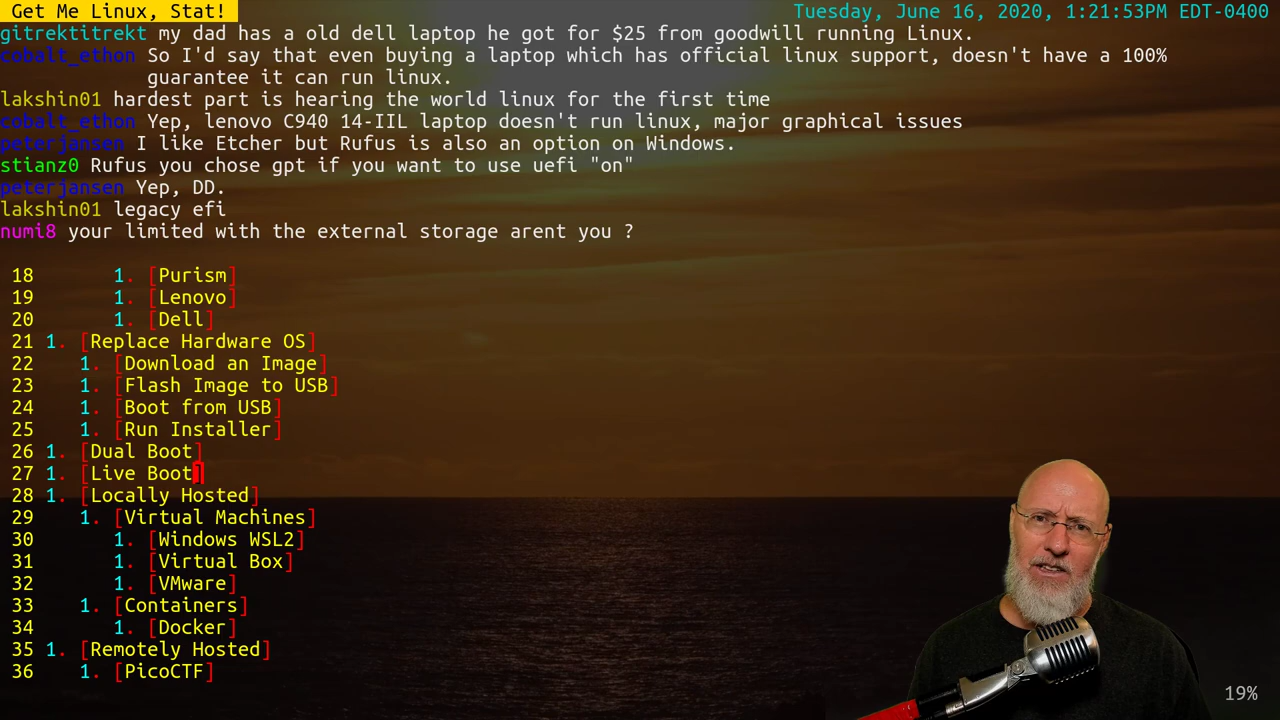 Get Me Linux, Stat!
Tuesday, June 16, 2020, 1:21:53PM EDT-0400
gitrektitrekt my dad has a old dell laptop he got for $25 from goodwill running Linux.
cobalt_ethon So I'd say that even buying a laptop which has official linux support, doesn't have a 100%
guarantee it can run linux.
lakshin01 hardest part is hearing the world linux for the first time
cobalt_ethon Yep, lenovo C940 14-IIL laptop doesn't run linux, major graphical issues
peterjansen I like Etcher but Rufus is also an option on Windows.
stianz0 Rufus you chose gpt if you want to use uefi "on"
peterjansen Yep, DD.
lakshin01 legacy efi
numi8 your limited with the external storage arent you ?
18 1. [Purism]
19 1. [Lenovo]
20 1. [Dell]
21 1. [Replace Hardware OS]
22 1. [Download an Image]
23 1. [Flash Image to USB]
24 1. [Boot from USB]
25 1. [Run Installer]
26 1. [Dual Boot]
27 1. [Live Boot]
28 1. [Locally Hosted]
29 1. [Virtual Machines]
30 1. [Windows WSL2]
31 1. [Virtual Box]
32 1. [VMware]
33 1. [Containers]
34 1. [Docker]
35 1. [Remotely Hosted]
36 1. [PicoCTF]
19%